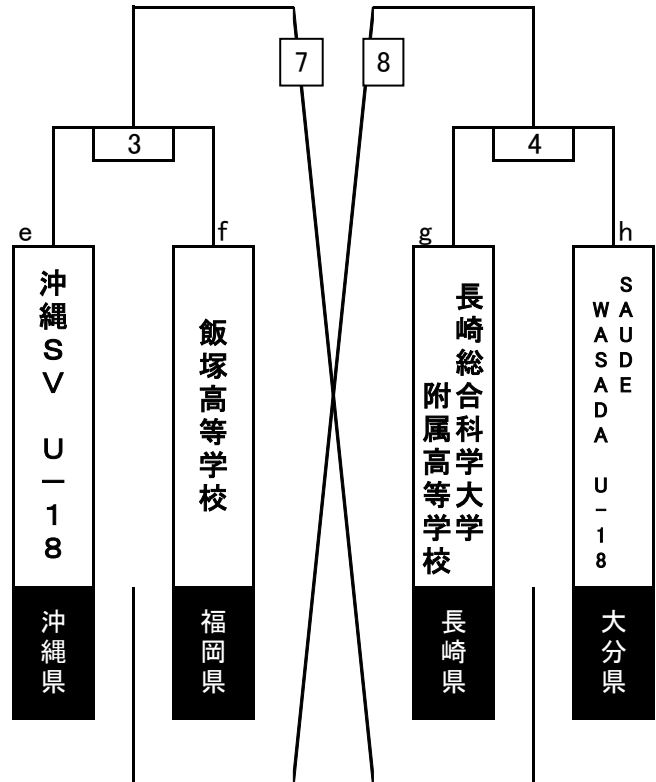 7
8
3
4
e
f
g
h
沖縄ＳＶ　Ｕ－１８
飯塚高等学校
長崎総合科学大学
附属高等学校
ＳＡＵＤＥ
ＷＡＳＡＤＡ　Ｕ－１８
沖縄県
福岡県
長崎県
大分県